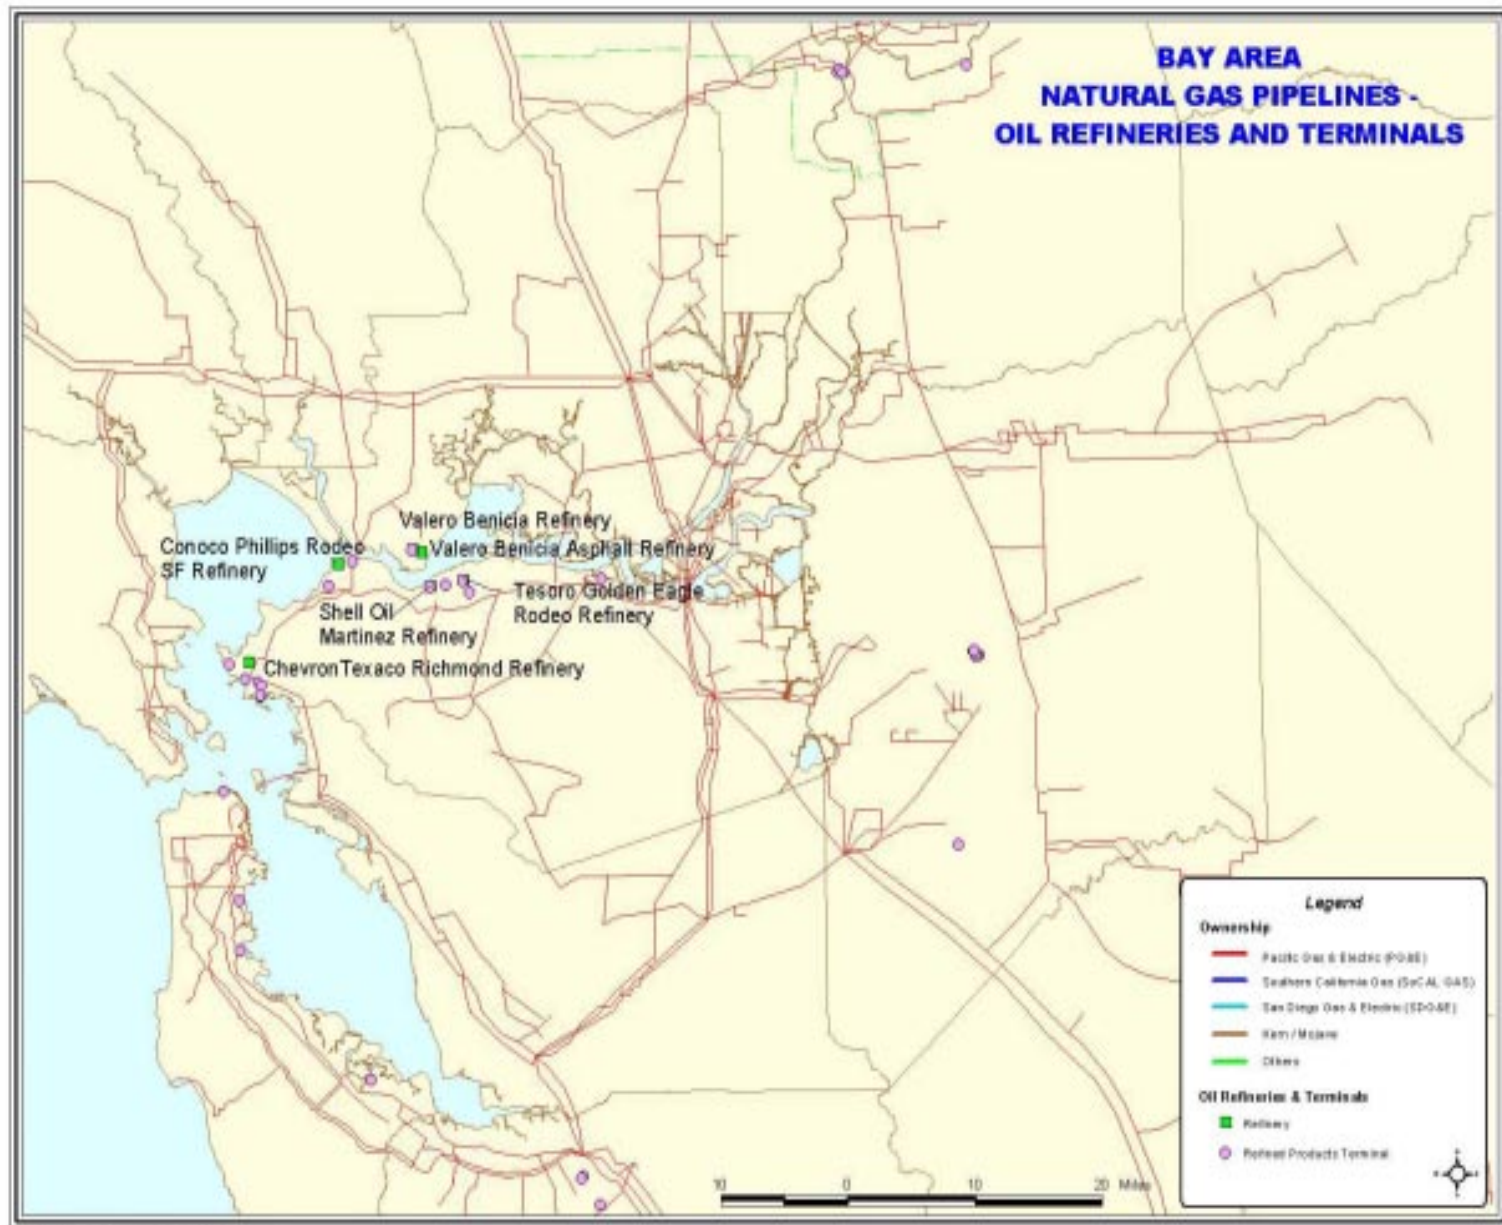 BAY AREA
NATURAL GAS PIPELINES -
OIL REFINERIES AND TERMINALS
Valero Benicia Refinery
Conoco Phillips Rodeo
SF Refinery
Valero Benicia Asphalt Refinery
Shell Oil
Martinez Refinery
Tesoro Golden Eagle
Rodeo Refinery
ChevronTexaco Richmond Refinery
Legend
Ownership
Pacific Gas & Electric (PG&E)
Southern California Gas (SoCAL GAS)
San Diego Gas & Electric (SDG&E)
Kern / Mojave
Others
Oil Refineries & Terminals
Refinery
Refined Products Terminal
10 0 10 20 Miles